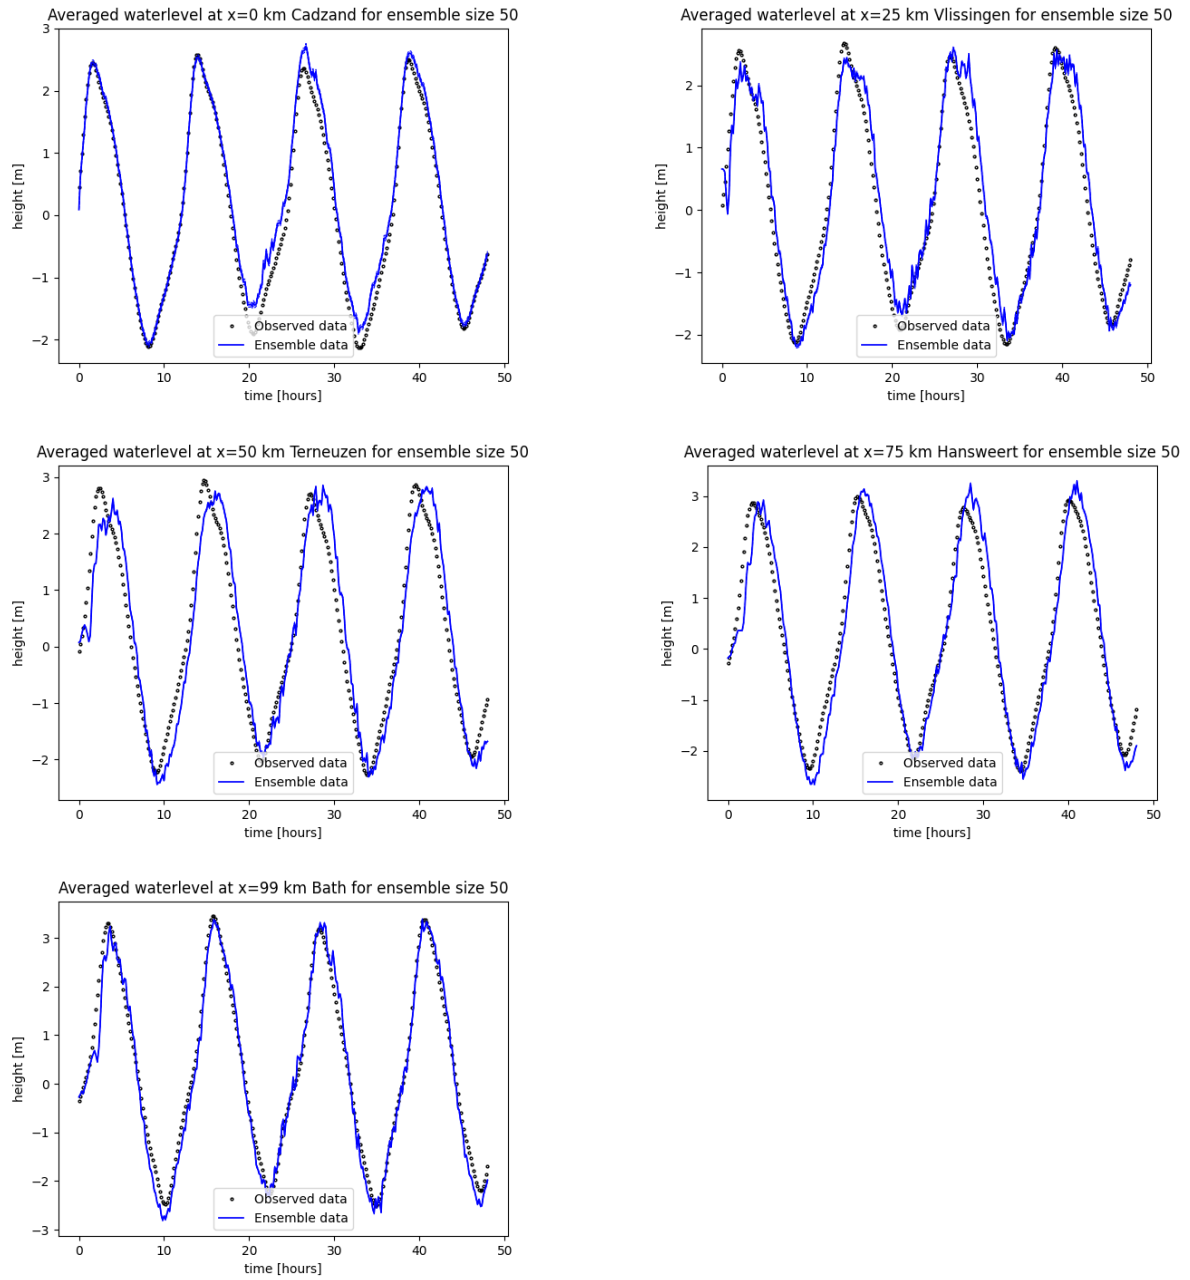 Averaged waterlevel at x=0 km Cadzand for ensemble size 50
3
2
1
0
−1
−2
height [m]
Observed data
Ensemble data
0 10 20 30 40 50
time [hours]
Averaged waterlevel at x=25 km Vlissingen for ensemble size 50
2
1
0
−1
−2
height [m]
Observed data
Ensemble data
0 10 20 30 40 50
time [hours]
Averaged waterlevel at x=50 km Terneuzen for ensemble size 50
3
2
1
0
−1
−2
height [m]
Observed data
Ensemble data
0 10 20 30 40 50
time [hours]
Averaged waterlevel at x=75 km Hansweert for ensemble size 50
3
2
1
0
−1
−2
height [m]
Observed data
Ensemble data
0 10 20 30 40 50
time [hours]
Averaged waterlevel at x=99 km Bath for ensemble size 50
3
2
1
0
−1
−2
−3
height [m]
Observed data
Ensemble data
0 10 20 30 40 50
time [hours]